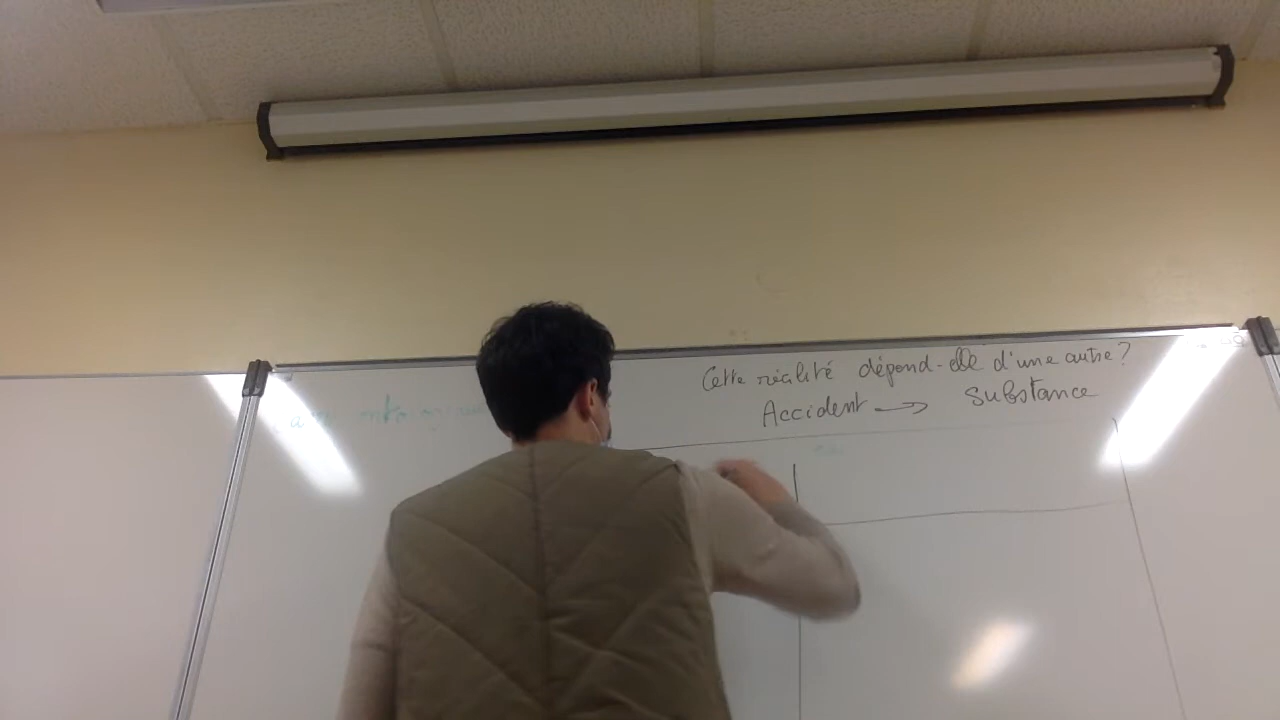 Cette réalité dépend-elle d'une autre ?
Accident → Substance